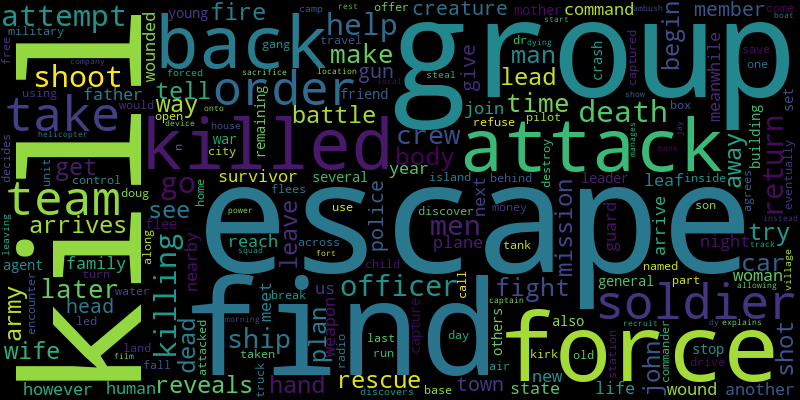 attempt
young
fire
creature
mother
offer
dr
dying
command
member
come
start
ambush
boat
rest
camp
free
military
wounded
back
help
group
begin
meanwhile
captured
crash
save
one
shoot
gang
travel
forced
make
man
give
company
father
tell
gun
lead
steal
sacrifice
location
show
using
would
order
friend
join
time
death
box
set
take
way
open
onto
local
device
battle
refuse
pilot
building
eventually
decides
helicopter
n
house
war
city
remaining
killed
crew
destroy
several
jay
bank
manages
away
return
kill
get
unit
control
doug
body
attack
year
survivor
island
behind
leader
leaf
inside
agrees
instead
team
go
home
flees
escape
money
next
discover
son
arrives
see
power
use
leave
police
men
mission
guard
arrive
night
try
leaving
along
flee
nearby
reach
across
squad
fort
plane
tank
car
track
agent
family
turn
child
call
named
woman
village
later
killing
meet
us
officer
fight
general
part
allowing
army
encounter
water
head
find
break
plan
weapon
capture
captain
others
soldier
led
dead
attacked
ship
radio
last
day
also
force
john
station
recruit
dy
explains
shot
wife
land
film
fall
morning
taken
run
discovers
air
kirk
old
new
stop
commander
drive
however
human
reveals
truck
hand
rescue
base
town
state
life
wound
another